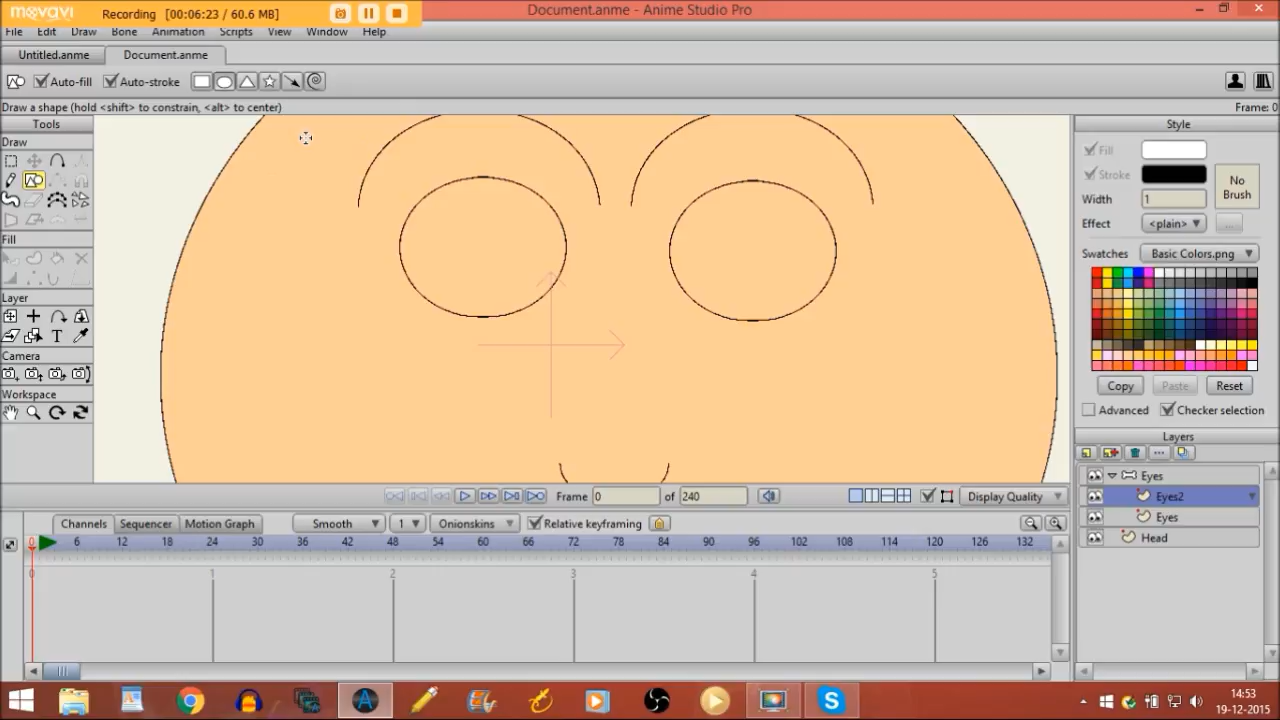 movavi Recording [00:06:23 / 60.6 MB] Document.anme - Anime Studio Pro
File Edit Draw Bone Animation Scripts View Window Help
Untitled.anme Document.anme
Auto-fill Auto-stroke
Draw a shape (hold <shift> to constrain, <alt> to center) Frame: 0
Tools Style
Draw
Fill
Stroke
No Brush
Width 1
Effect <plain> ...
Fill
Swatches Basic Colors.png
Layer
Camera
Copy Paste Reset
Workspace
Advanced Checker selection
Layers
Eyes
Eyes2
Eyes
Head
Frame 0 of 240 Display Quality
Channels Sequencer Motion Graph Smooth 1 Onionskins Relative keyframing
0 6 12 18 24 30 36 42 48 54 60 66 72 78 84 90 96 102 108 114 120 126 132
0 1 2 3 4 5
14:53
19-12-2015